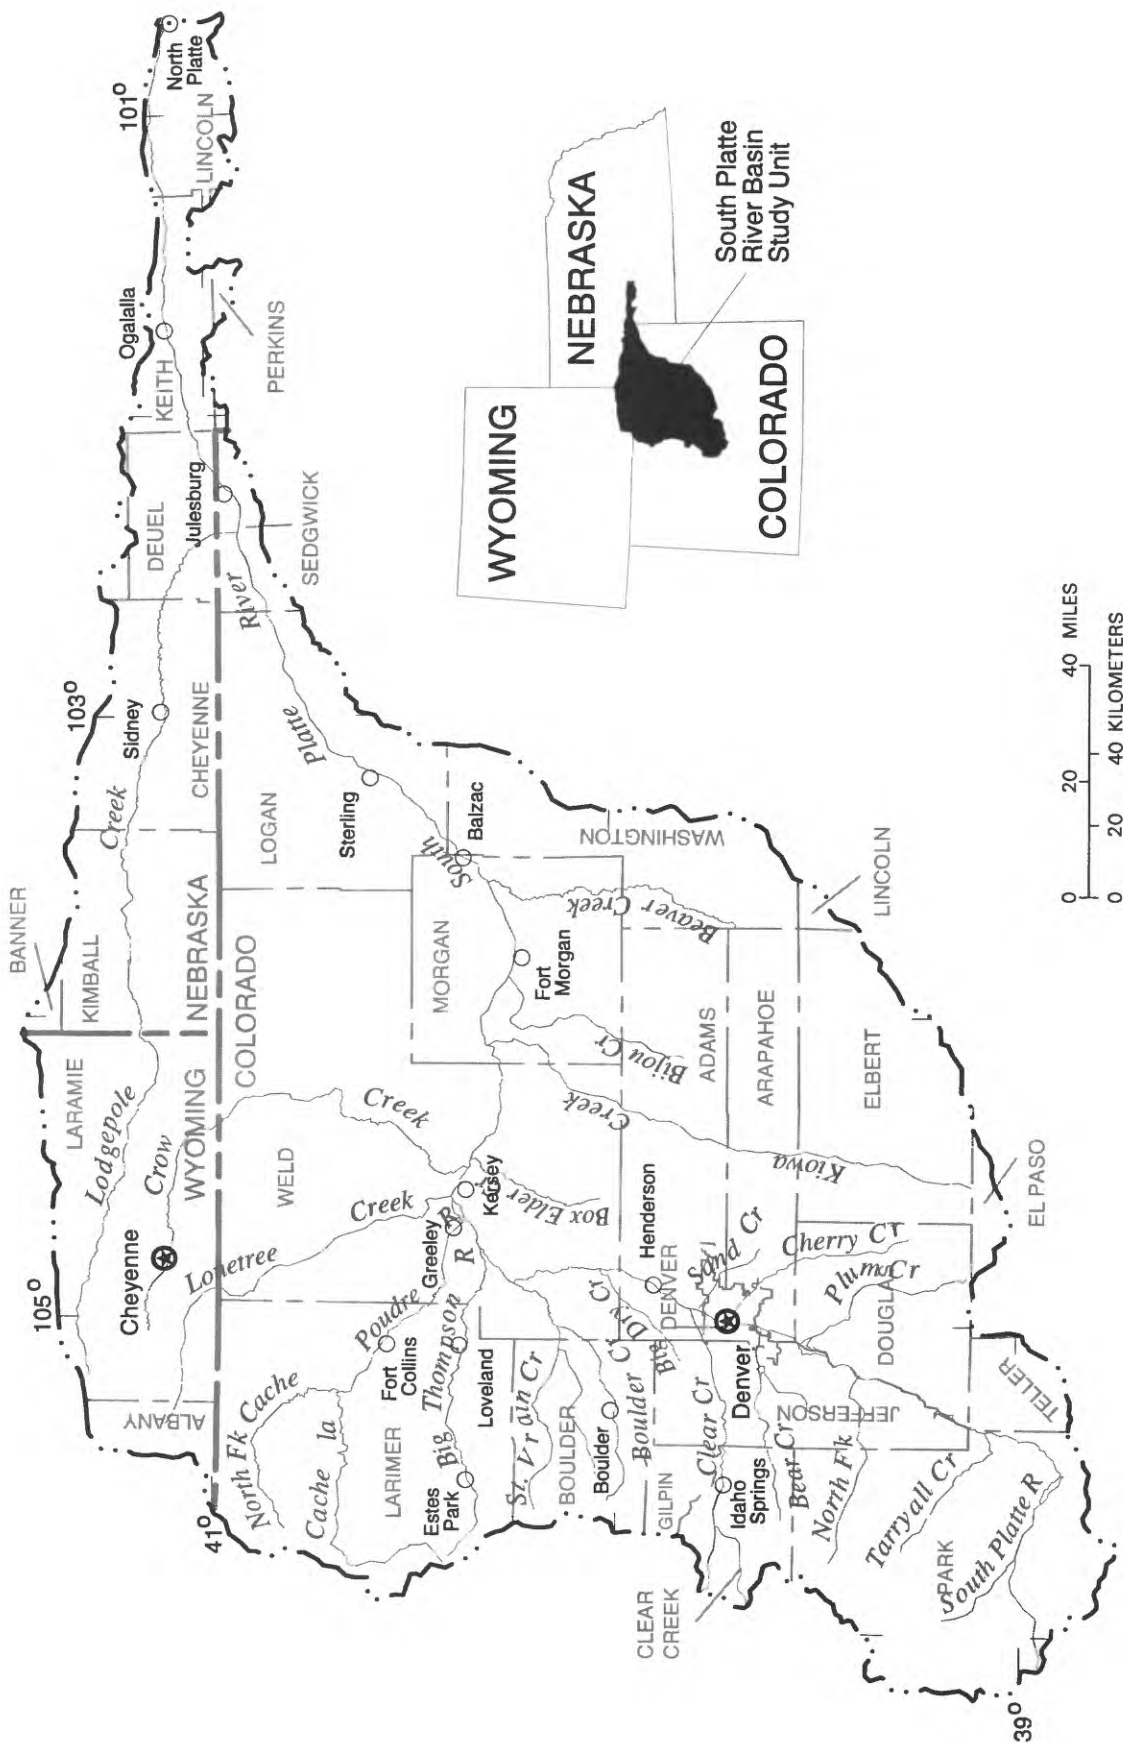 105°
103°
101°
41°
39°
BANNER
LARAMIE
KIMBALL
Lodgepole
Creek
Sidney
Cheyenne
Crow
ALBANY
WYOMING
NEBRASKA
CHEYENNE
DEUEL
KEITH
Ogalalla
North
Platte
LINCOLN
Julesburg
PERKINS
SEDGWICK
COLORADO
Lonetree
Creek
Creek
WELD
LOGAN
River
Platte
South
Sterling
Balzac
North Fk Cache
Cache la
Poudre
R
Fort
Collins
Greeley
Kersey
LARIMER
Estes
Park
Big
Thompson
R
Loveland
Box Elder
MORGAN
Fort
Morgan
Beaver Creek
Bijou Cr
Kiowa
Creek
WASHINGTON
St. Vrain Cr
BOULDER
Boulder
Boulder Cr
Big
Dry Cr
Henderson
DENVER
Sand Cr
ADAMS
ARAPAHOE
LINCOLN
GILPIN
Clear Cr
Denver
Idaho
Springs
CLEAR
CREEK
Bear Cr
JEFFERSON
North Fk
Cherry Cr
Plum Cr
DOUGLAS
ELBERT
EL PASO
TELLER
Tarryall Cr
PARK
South Platte R
WYOMING
NEBRASKA
COLORADO
South Platte
River Basin
Study Unit
0
20
40 MILES
0
20
40 KILOMETERS